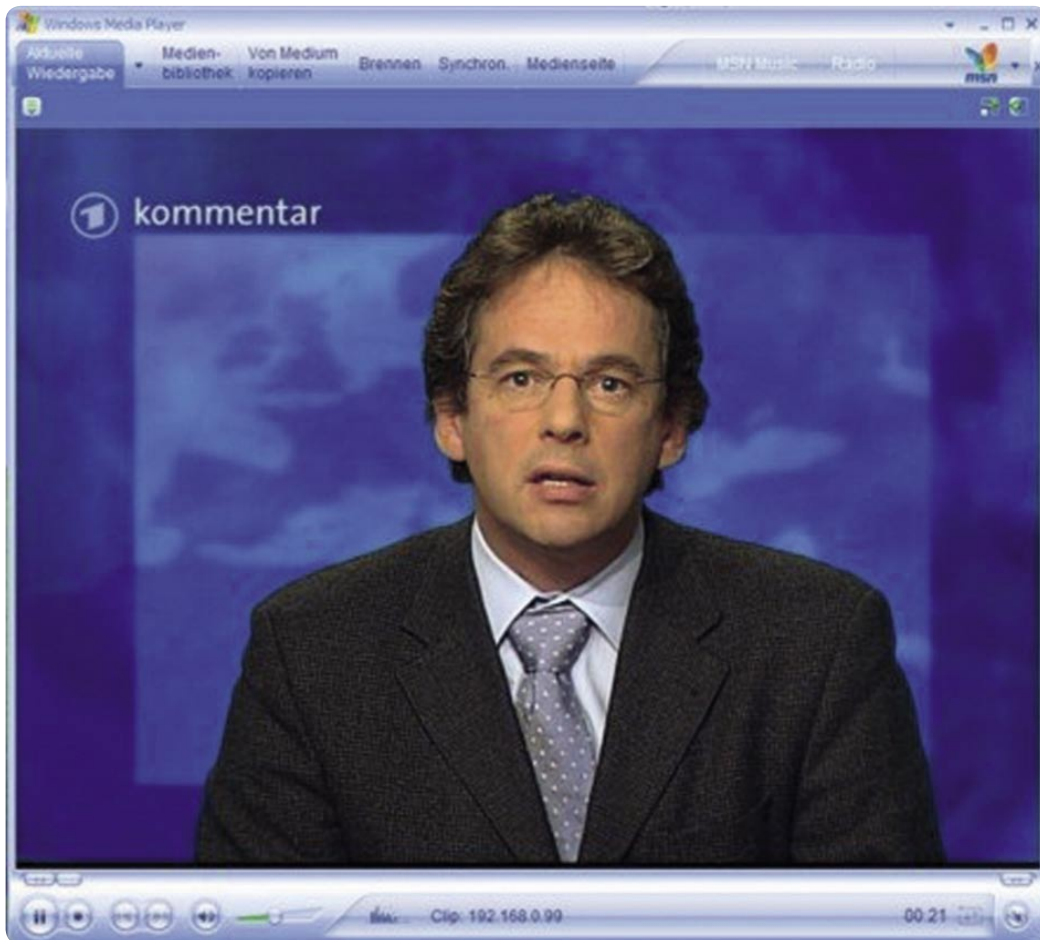 Windows Media Player
Aktuelle
Wiedergabe
Medien-
bibliothek
Von Medium
kopieren
Brennen
Synchron.
Medienseite
MSN Music
Radio
msn
1 kommentar
Clip: 192.168.0.99
00:21